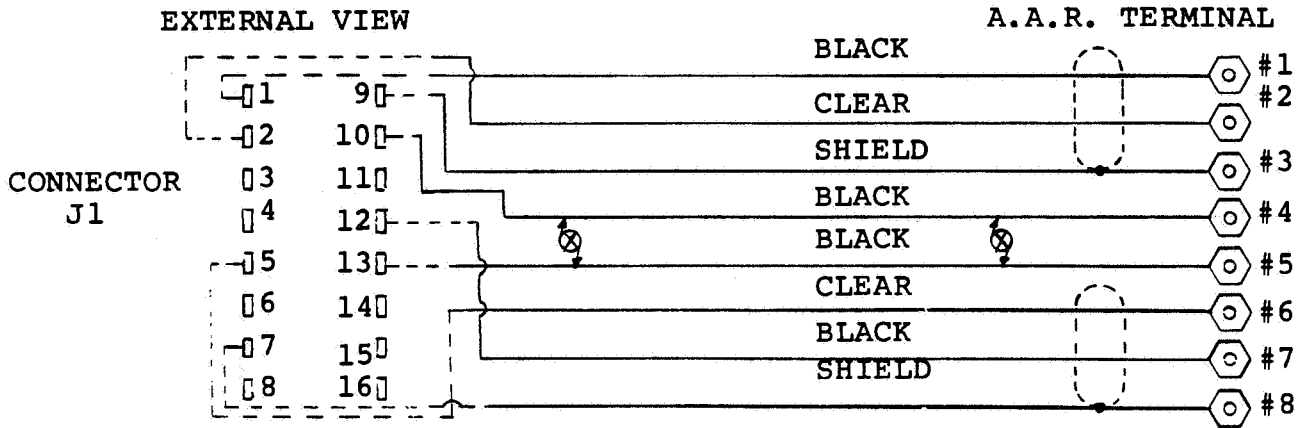 EXTERNAL VIEW
A.A.R. TERMINAL
BLACK
#1
1 9
CLEAR
#2
2 10
SHIELD
#3
CONNECTOR
J1
3 11
BLACK
#4
4 12
BLACK
#5
5 13
CLEAR
#6
6 14
BLACK
#7
7 15
SHIELD
8 16
#8